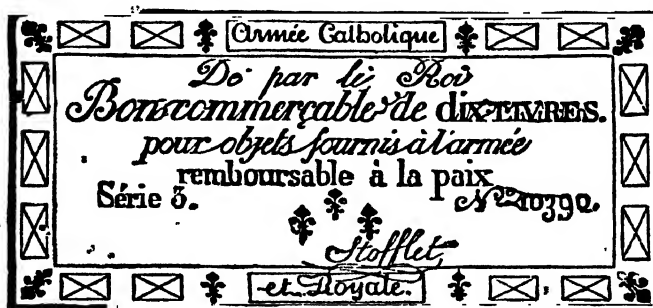 Armée Catholique
De par le Roi
Bon commerçable de DIX LIVRES.
pour objets fournis à l'armée
remboursable à la paix
Série 3. Nº 10390.
Stofflet
et Royale.